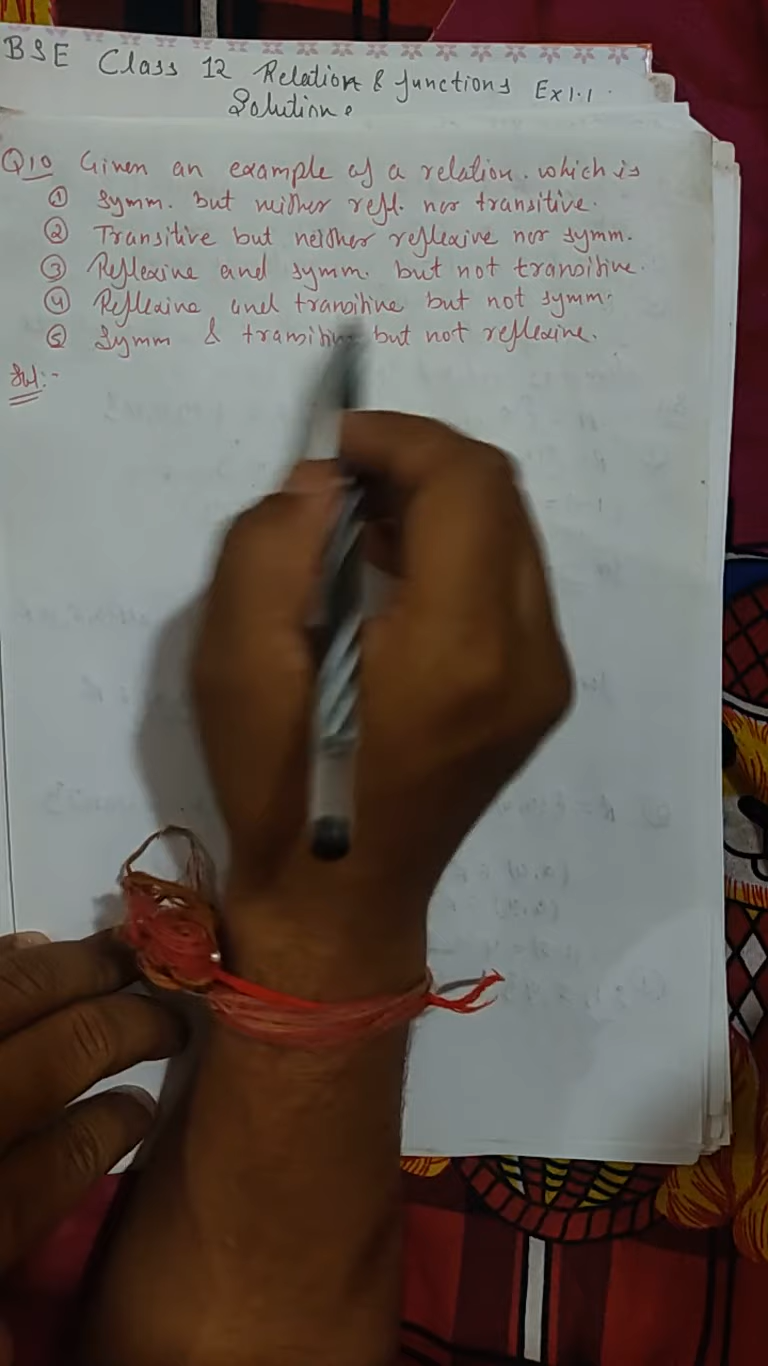 BSE Class 12 Relation & functions Ex 1.1
Solution.
Q10 Given an example of a relation. which is
① Symm. but neither refl. nor transitive.
② Transitive but neither reflexive nor symm.
③ Reflexive and symm. but not transitive.
④ Reflexive and transitive but not symm.
⑤ Symm & transitive but not reflexive.
Sol:-